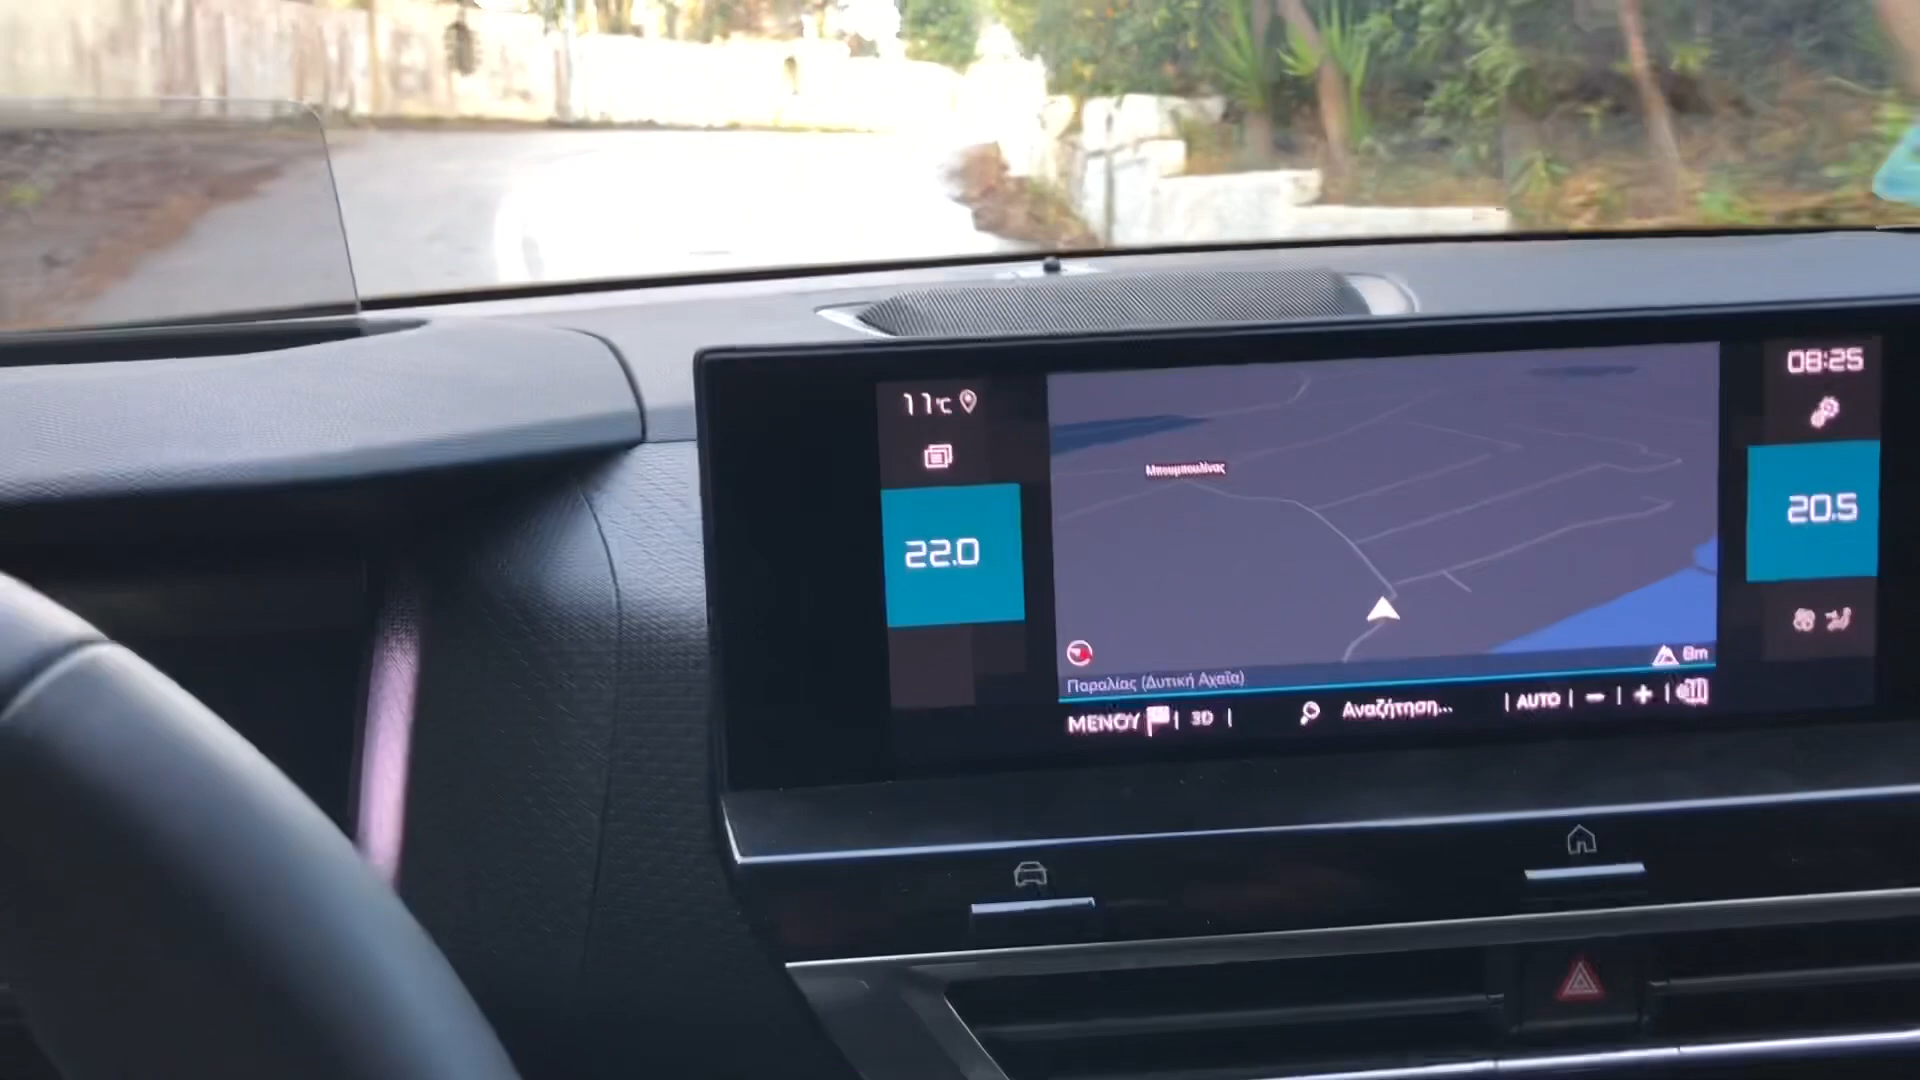 11°C
08:25
22.0
20.5
Μπουμπουλίνας
8m
Παραλίας (Δυτική Αχαΐα)
ΜΕΝΟΥ | 3D | Αναζήτηση... | AUTO | − | + |